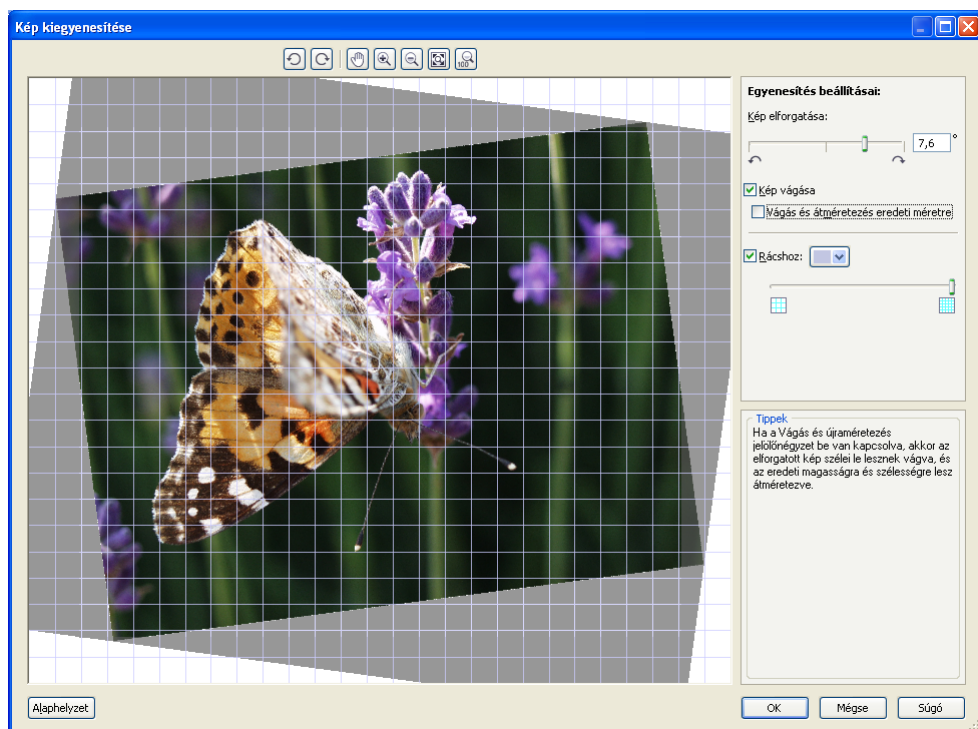 Kép kiegyenesítése
100
Egyenesítés beállításai:
Kép elforgatása:
7,6 °
Kép vágása
Vágás és átméretezés eredeti méretre
Rácshoz:
Tippek
Ha a Vágás és újraméretezés
jelölőnégyzet be van kapcsolva, akkor az
elforgatott kép szélei le lesznek vágva, és
az eredeti magasságra és szélességre lesz
átméretezve.
Alaphelyzet
OK
Mégse
Súgó